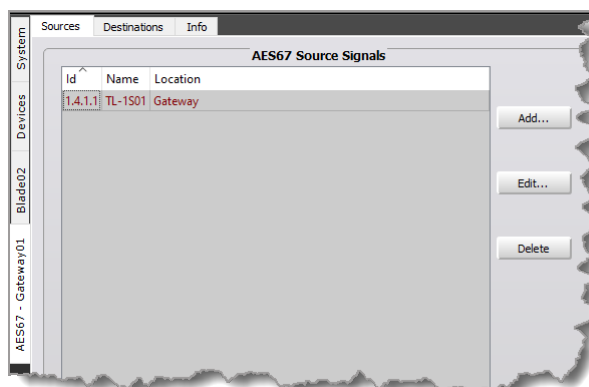 Sources Destinations Info
AES67 Source Signals
Id Name Location
1.4.1.1 TL-1S01 Gateway
Add...
Edit...
Delete
System
Devices
Blade02
AES67 - Gateway01